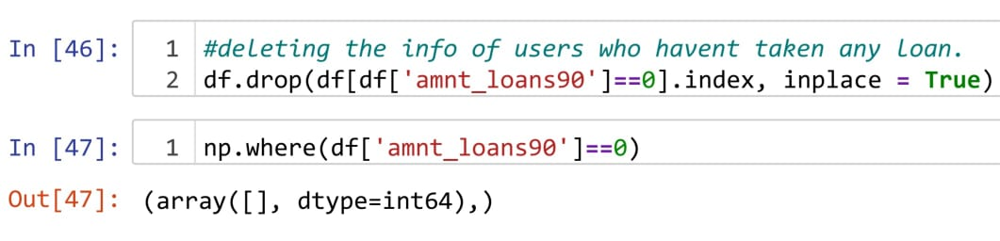 In [46]: 1 #deleting the info of users who havent taken any loan.
2 df.drop(df[df['amnt_loans90']==0].index, inplace = True)
In [47]: 1 np.where(df['amnt_loans90']==0)
Out[47]: (array([], dtype=int64),)